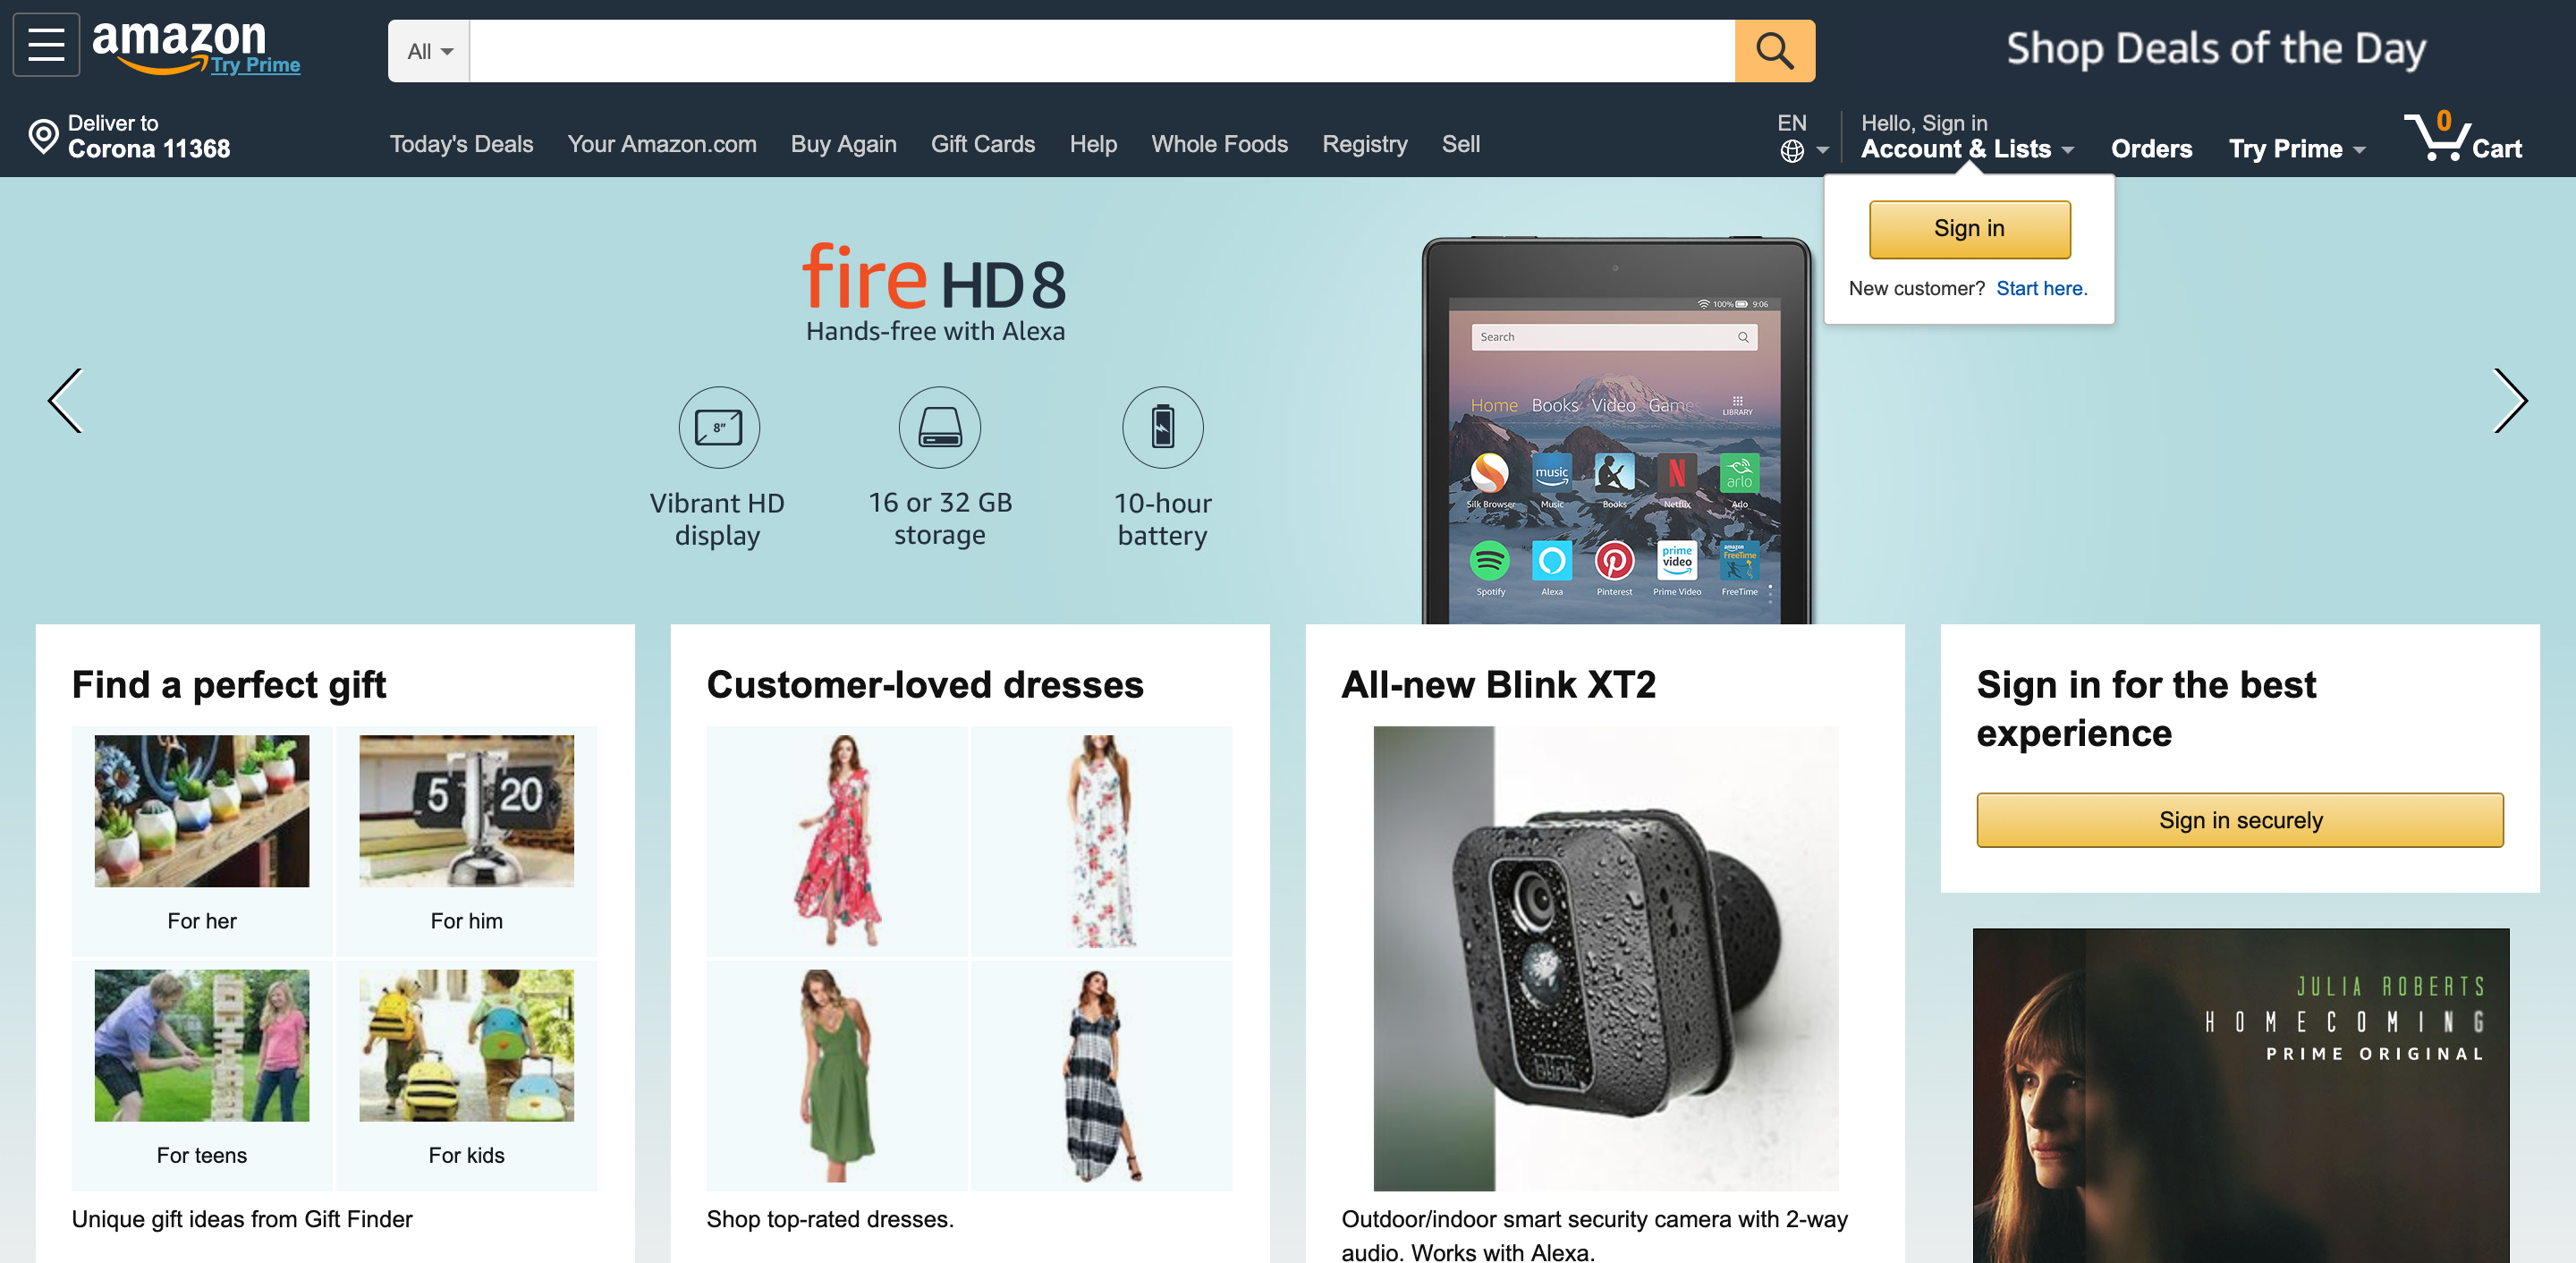 amazon
Try Prime
All
Shop Deals of the Day
Deliver to
Corona 11368
Today's Deals
Your Amazon.com
Buy Again
Gift Cards
Help
Whole Foods
Registry
Sell
EN
Hello, Sign in
Account & Lists
Orders
Try Prime
0
Cart
Sign in
New customer? Start here.
fire HD 8
Hands-free with Alexa
8"
Vibrant HD
display
16 or 32 GB
storage
10-hour
battery
100%
9:06
Search
Home
Books
Video
Games
LIBRARY
music
arlo
Silk Browser
Music
Books
Netflix
Arlo
prime
video
amazon
FreeTime
Spotify
Alexa
Pinterest
Prime Video
FreeTime
Find a perfect gift
5 20
For her
For him
For teens
For kids
Unique gift ideas from Gift Finder
Customer-loved dresses
Shop top-rated dresses.
All-new Blink XT2
blink
Outdoor/indoor smart security camera with 2-way
audio. Works with Alexa.
Sign in for the best
experience
Sign in securely
JULIA ROBERTS
HOMECOMING
PRIME ORIGINAL